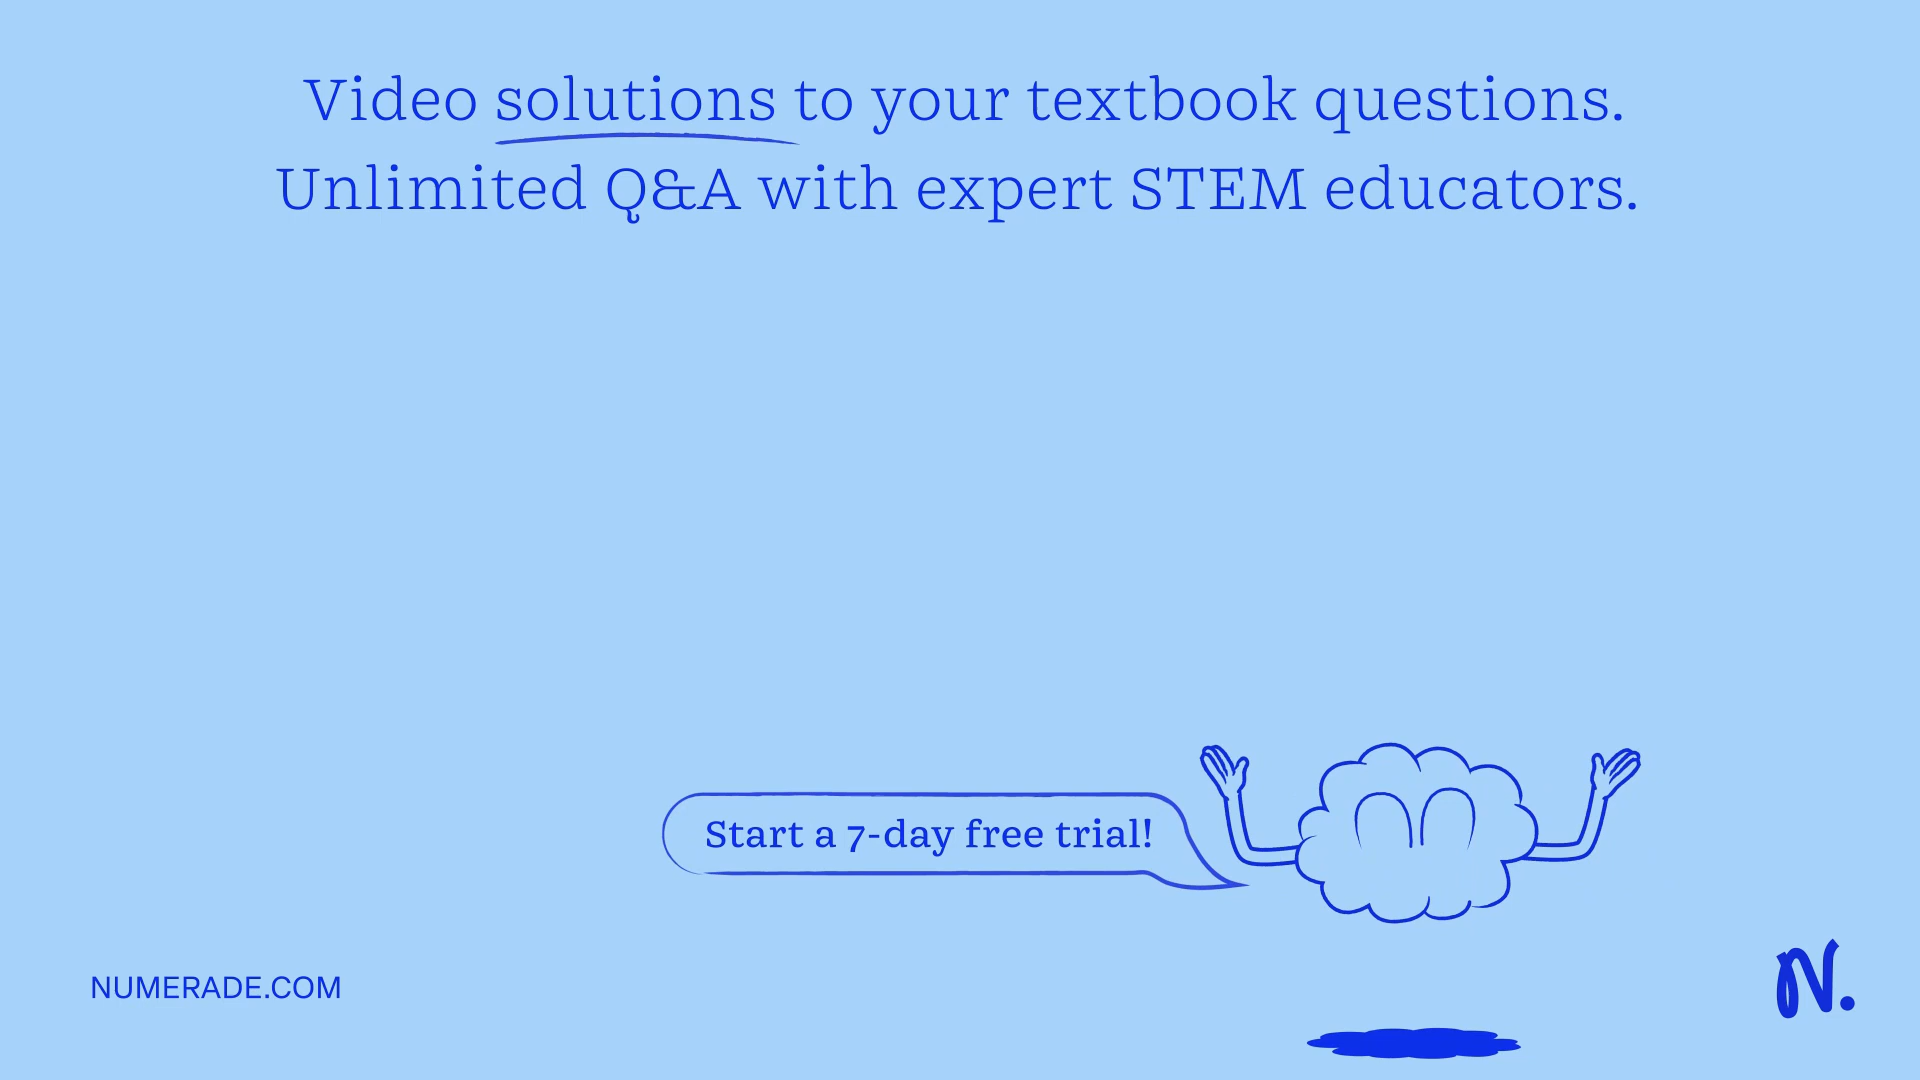 Video solutions to your textbook questions.
Unlimited Q&A with expert STEM educators.
Start a 7-day free trial!
NUMERADE.COM
N.